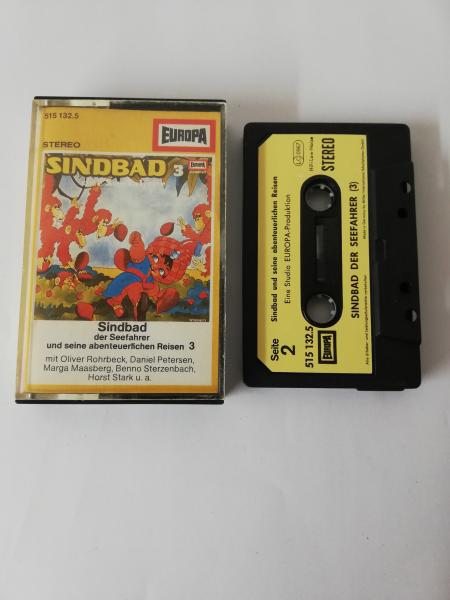 515 132.5
EUROPA
STEREO
SINDBAD 3
Sindbad
der Seefahrer
und seine abenteuerlichen Reisen 3
mit Oliver Rohrbeck, Daniel Petersen,
Marga Maasberg, Benno Sterzenbach,
Horst Stark u. a.
Seite
2
515 132.5
EUROPA
Sindbad und seine abenteuerlichen Reisen
Eine Studio EUROPA-Produktion
SINDBAD DER SEEFAHRER (3)
STEREO